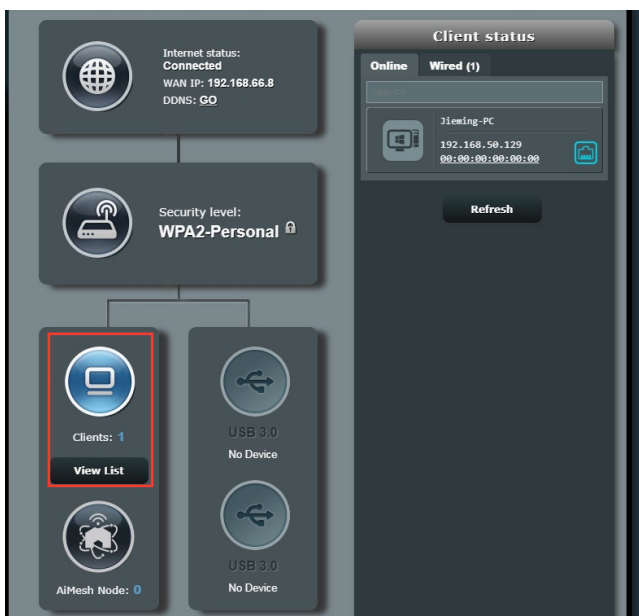 Internet status:
Connected
WAN IP: 192.168.66.8
DDNS: GO
Security level:
WPA2-Personal
Clients: 1
View List
AiMesh Node: 0
USB 3.0
No Device
USB 3.0
No Device
Client status
Online Wired (1)
Search
Jieming-PC
192.168.50.129
00:00:00:00:00:00
Refresh